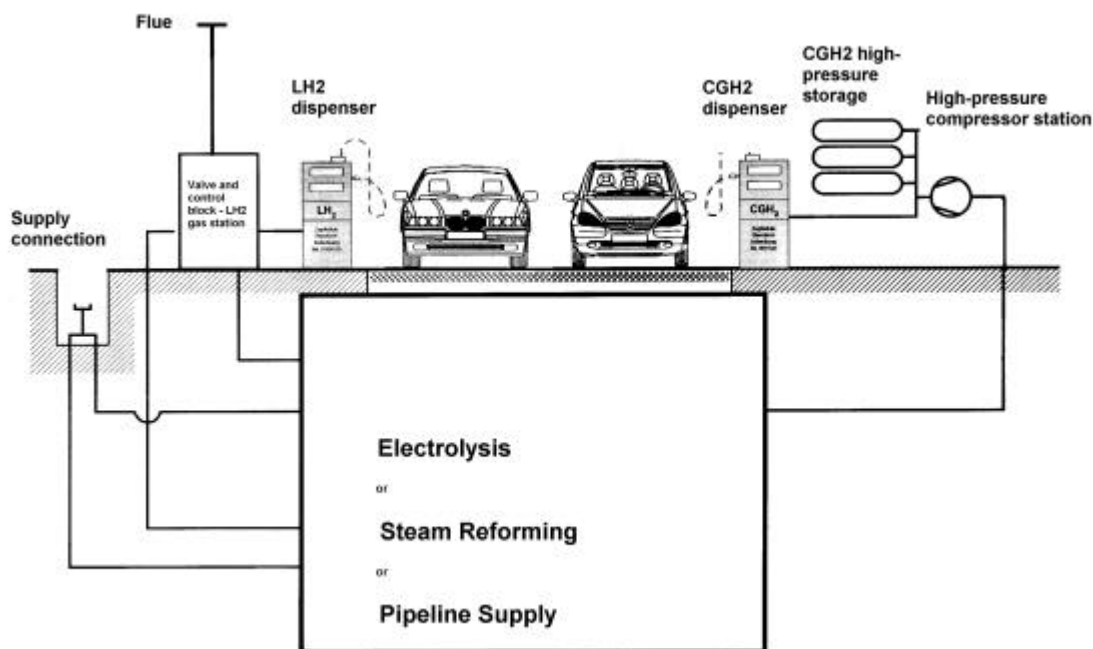 Flue
LH2
dispenser
CGH2
dispenser
CGH2 high-
pressure
storage
High-pressure
compressor station
Valve and
control
block - LH2
gas station
Supply
connection
LH2
CGH2
Electrolysis
or
Steam Reforming
or
Pipeline Supply